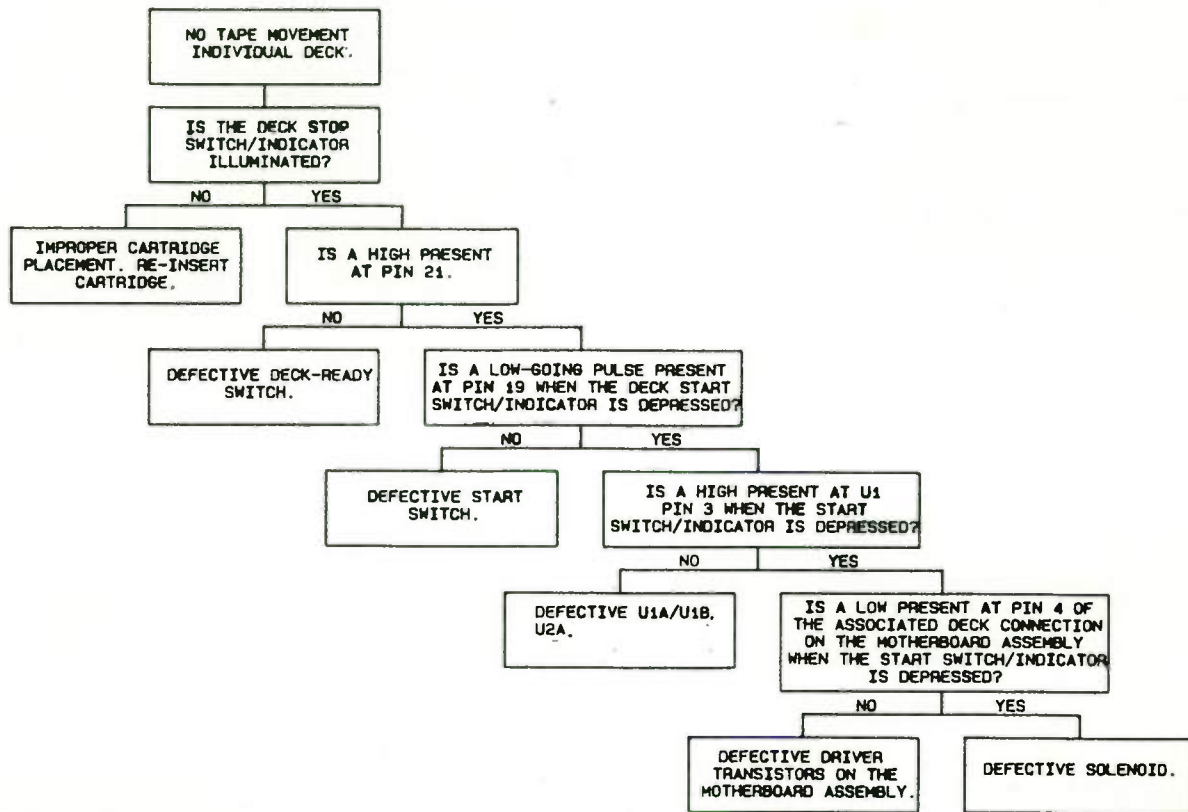 NO TAPE MOVEMENT
INDIVIDUAL DECK.
IS THE DECK STOP
SWITCH/INDICATOR
ILLUMINATED?
NO
YES
IMPROPER CARTRIDGE
PLACEMENT. RE-INSERT
CARTRIDGE.
IS A HIGH PRESENT
AT PIN 21.
NO
YES
DEFECTIVE DECK-READY
SWITCH.
IS A LOW-GOING PULSE PRESENT
AT PIN 19 WHEN THE DECK START
SWITCH/INDICATOR IS DEPRESSED?
NO
YES
DEFECTIVE START
SWITCH.
IS A HIGH PRESENT AT U1
PIN 3 WHEN THE START
SWITCH/INDICATOR IS DEPRESSED?
NO
YES
DEFECTIVE U1A/U1B,
U2A.
IS A LOW PRESENT AT PIN 4 OF
THE ASSOCIATED DECK CONNECTION
ON THE MOTHERBOARD ASSEMBLY
WHEN THE START SWITCH/INDICATOR
IS DEPRESSED?
NO
YES
DEFECTIVE DRIVER
TRANSISTORS ON THE
MOTHERBOARD ASSEMBLY.
DEFECTIVE SOLENOID.